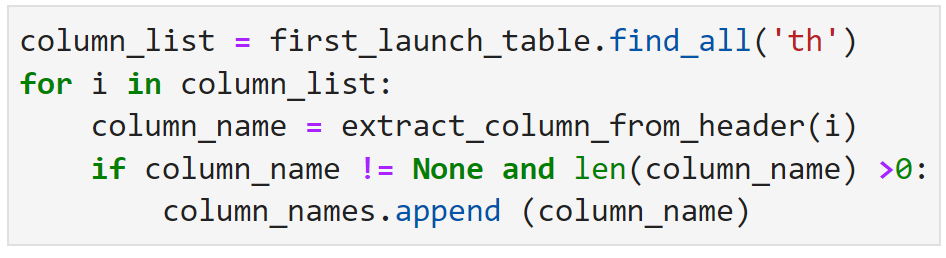 column_list = first_launch_table.find_all('th')
for i in column_list:
    column_name = extract_column_from_header(i)
    if column_name != None and len(column_name) >0:
        column_names.append (column_name)